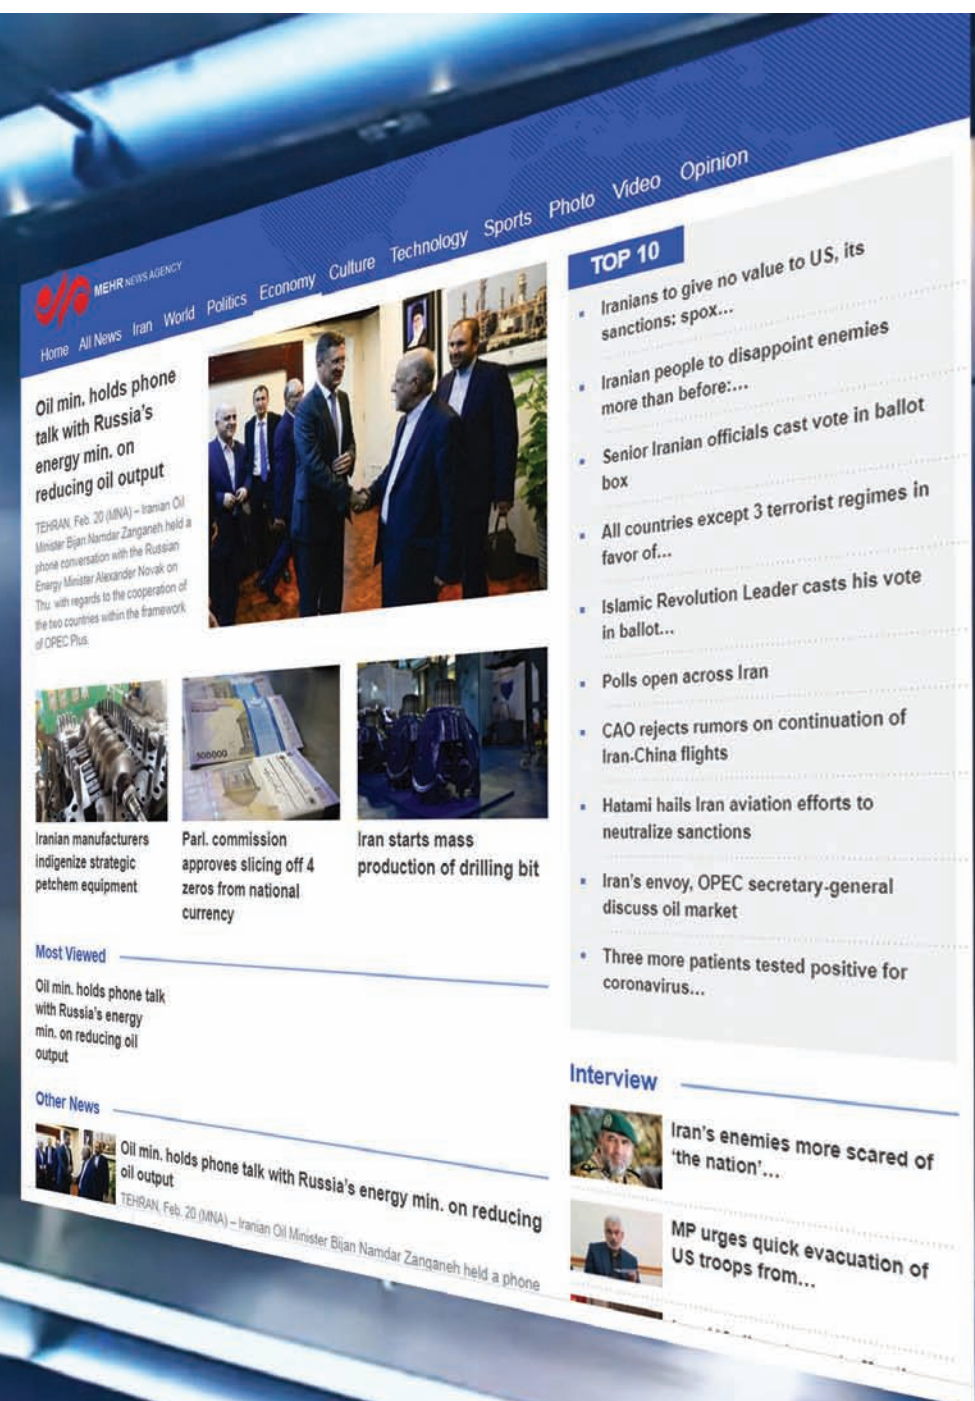 MEHR NEWS AGENCY
Home All News Iran World Politics Economy Culture Technology Sports Photo Video Opinion
Oil min. holds phone
talk with Russia's
energy min. on
reducing oil output
TEHRAN, Feb. 20 (MNA) – Iranian Oil
Minister Bijan Namdar Zanganeh held a
phone conversation with the Russian
Energy Minister Alexander Novak on
Thu. with regards to the cooperation of
the two countries within the framework
of OPEC Plus.
Iranian manufacturers
indigenize strategic
petchem equipment
500000
Parl. commission
approves slicing off 4
zeros from national
currency
Iran starts mass
production of drilling bit
Most Viewed
Oil min. holds phone talk
with Russia's energy
min. on reducing oil
output
Other News
Oil min. holds phone talk with Russia's energy min. on reducing
oil output
TEHRAN, Feb. 20 (MNA) – Iranian Oil Minister Bijan Namdar Zanganeh held a phone
TOP 10
Iranians to give no value to US, its
sanctions: spox...
Iranian people to disappoint enemies
more than before:...
Senior Iranian officials cast vote in ballot
box
All countries except 3 terrorist regimes in
favor of...
Islamic Revolution Leader casts his vote
in ballot...
Polls open across Iran
CAO rejects rumors on continuation of
Iran-China flights
Hatami hails Iran aviation efforts to
neutralize sanctions
Iran's envoy, OPEC secretary-general
discuss oil market
Three more patients tested positive for
coronavirus...
Interview
Iran's enemies more scared of
'the nation'...
MP urges quick evacuation of
US troops from...